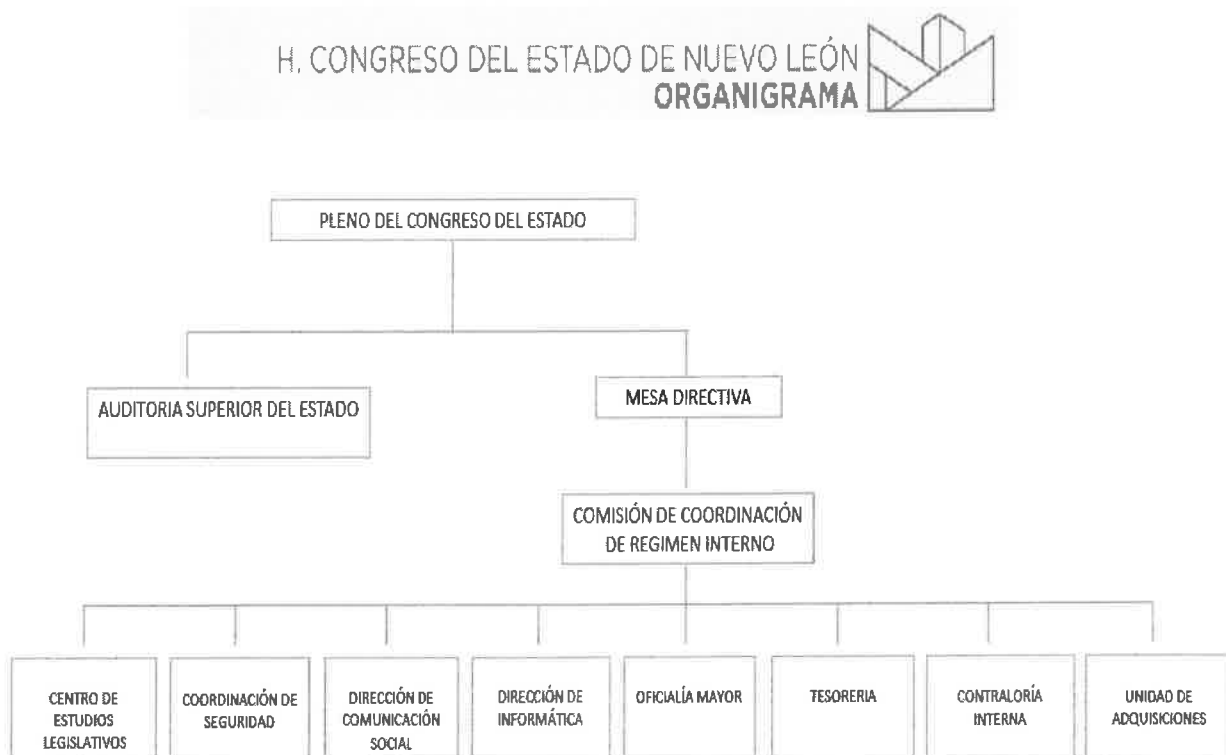 H. CONGRESO DEL ESTADO DE NUEVO LEÓN
ORGANIGRAMA
PLENO DEL CONGRESO DEL ESTADO
AUDITORIA SUPERIOR DEL ESTADO
MESA DIRECTIVA
COMISIÓN DE COORDINACIÓN
DE REGIMEN INTERNO
CENTRO DE
ESTUDIOS
LEGISLATIVOS
COORDINACIÓN DE
SEGURIDAD
DIRECCIÓN DE
COMUNICACIÓN
SOCIAL
DIRECCIÓN DE
INFORMÁTICA
OFICIALÍA MAYOR
TESORERIA
CONTRALORÍA
INTERNA
UNIDAD DE
ADQUISICIONES